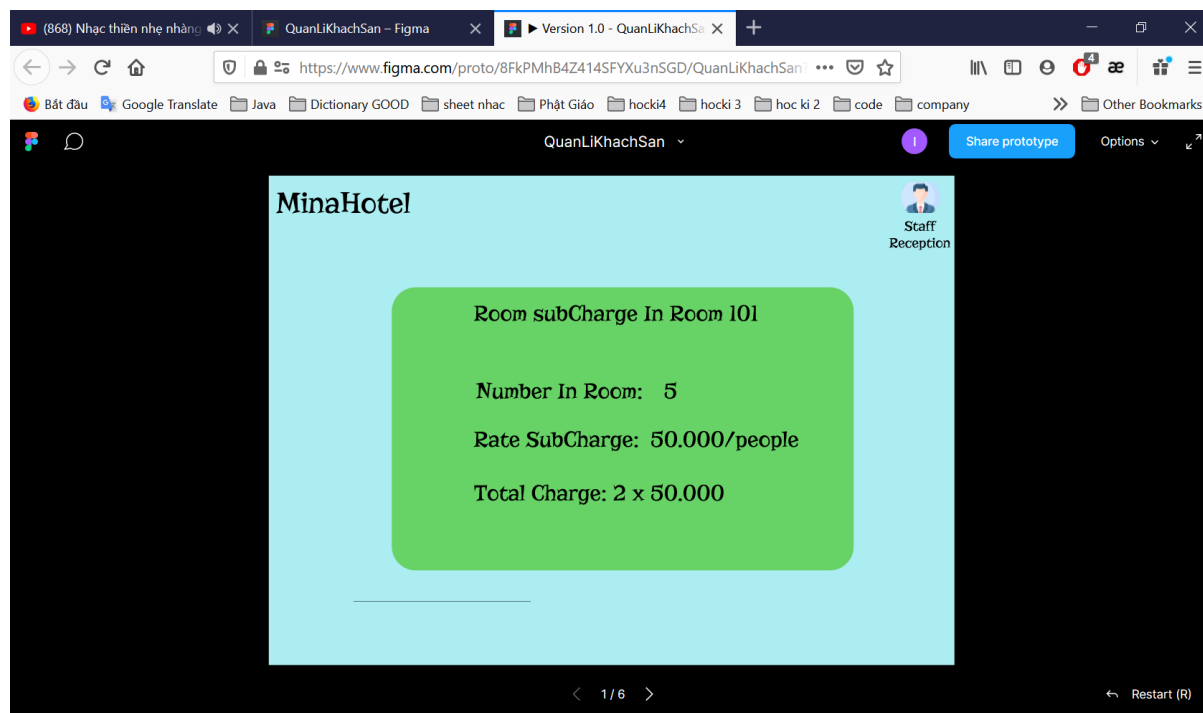 (868) Nhạc thiền nhẹ nhàng
QuanLiKhachSan – Figma
Version 1.0 - QuanLiKhachSa
https://www.figma.com/proto/8FkPMhB4Z414SFYXu3nSGD/QuanLiKhachSan?
4
Bắt đầu
Google Translate
Java
Dictionary GOOD
sheet nhac
Phật Giáo
hocki4
hocki 3
hoc ki 2
code
company
Other Bookmarks
QuanLiKhachSan
I
Share prototype
Options
MinaHotel
Staff
Reception
Room subCharge In Room 101
Number In Room: 5
Rate SubCharge: 50.000/people
Total Charge: 2 x 50.000
1 / 6
Restart (R)